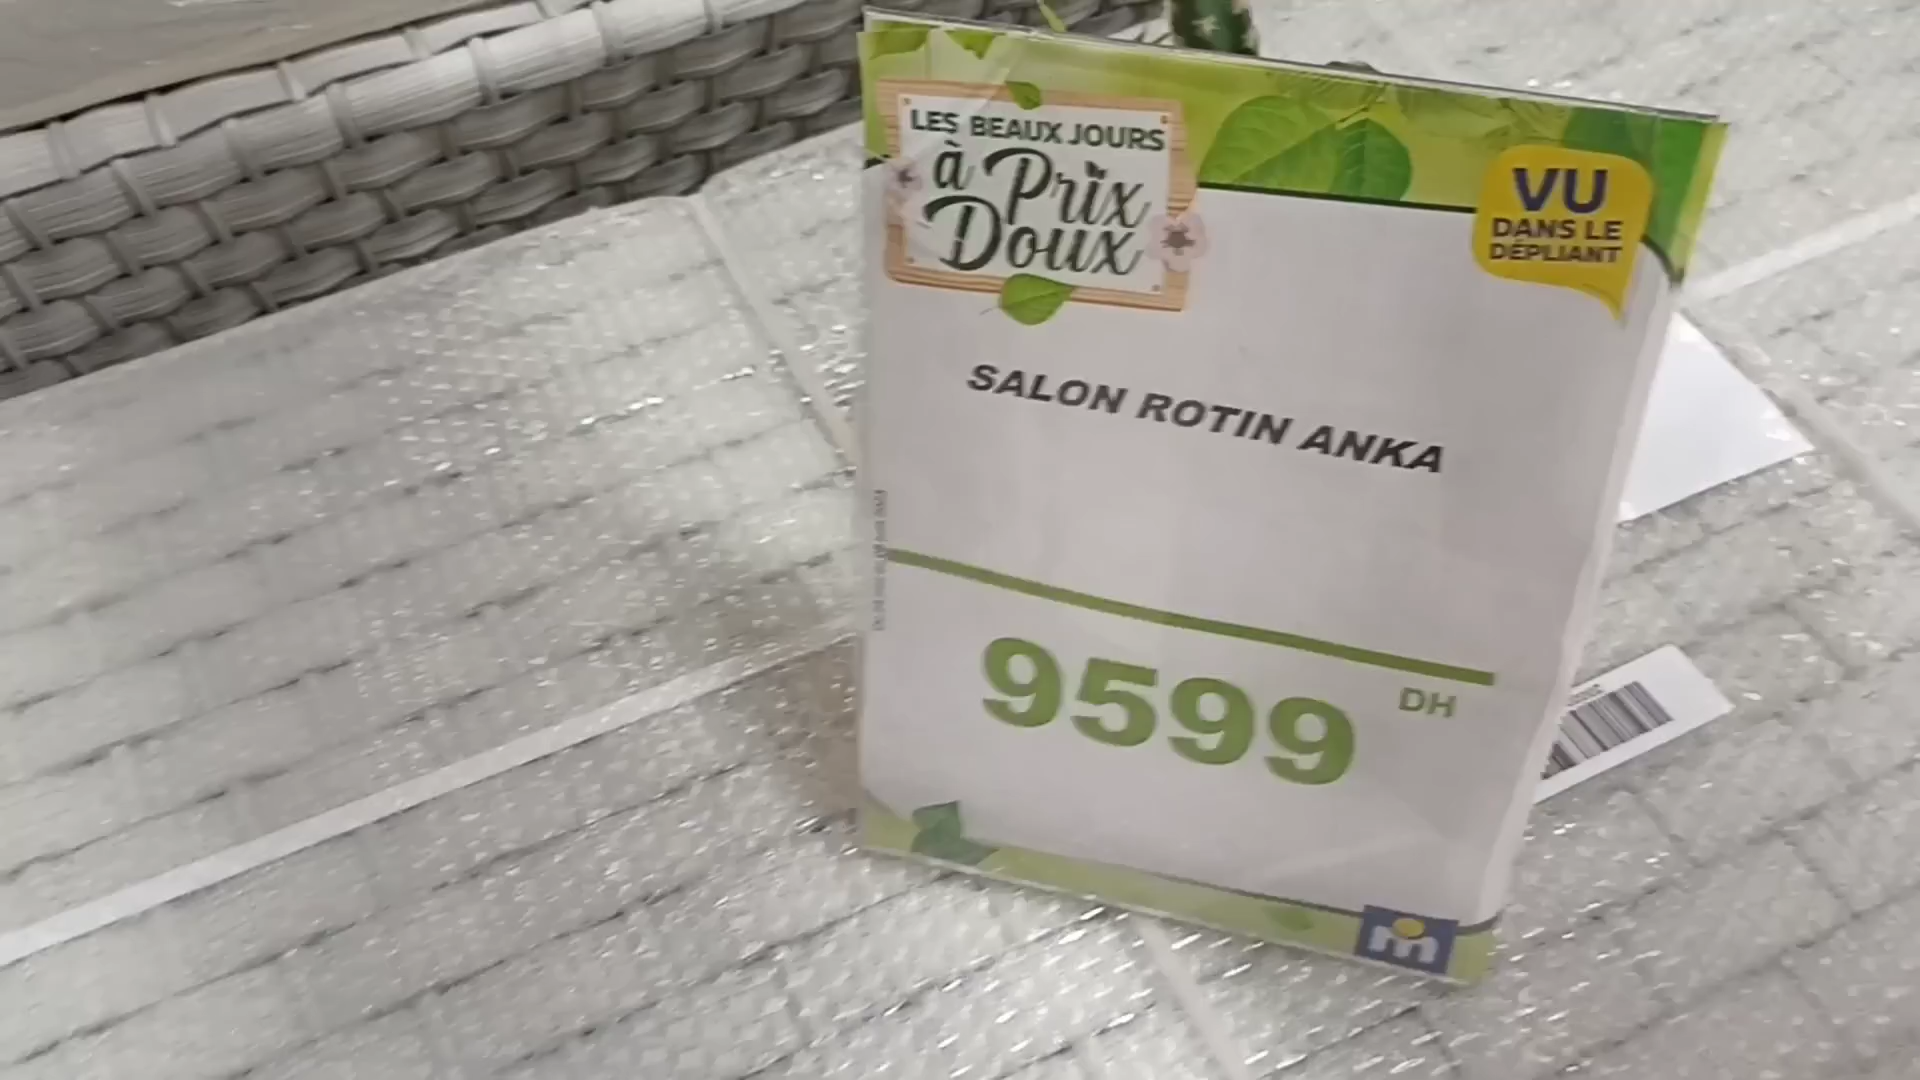 LES BEAUX JOURS
à Prix
Doux
VU
DANS LE
DÉPLIANT
SALON ROTIN ANKA
9599 DH
m